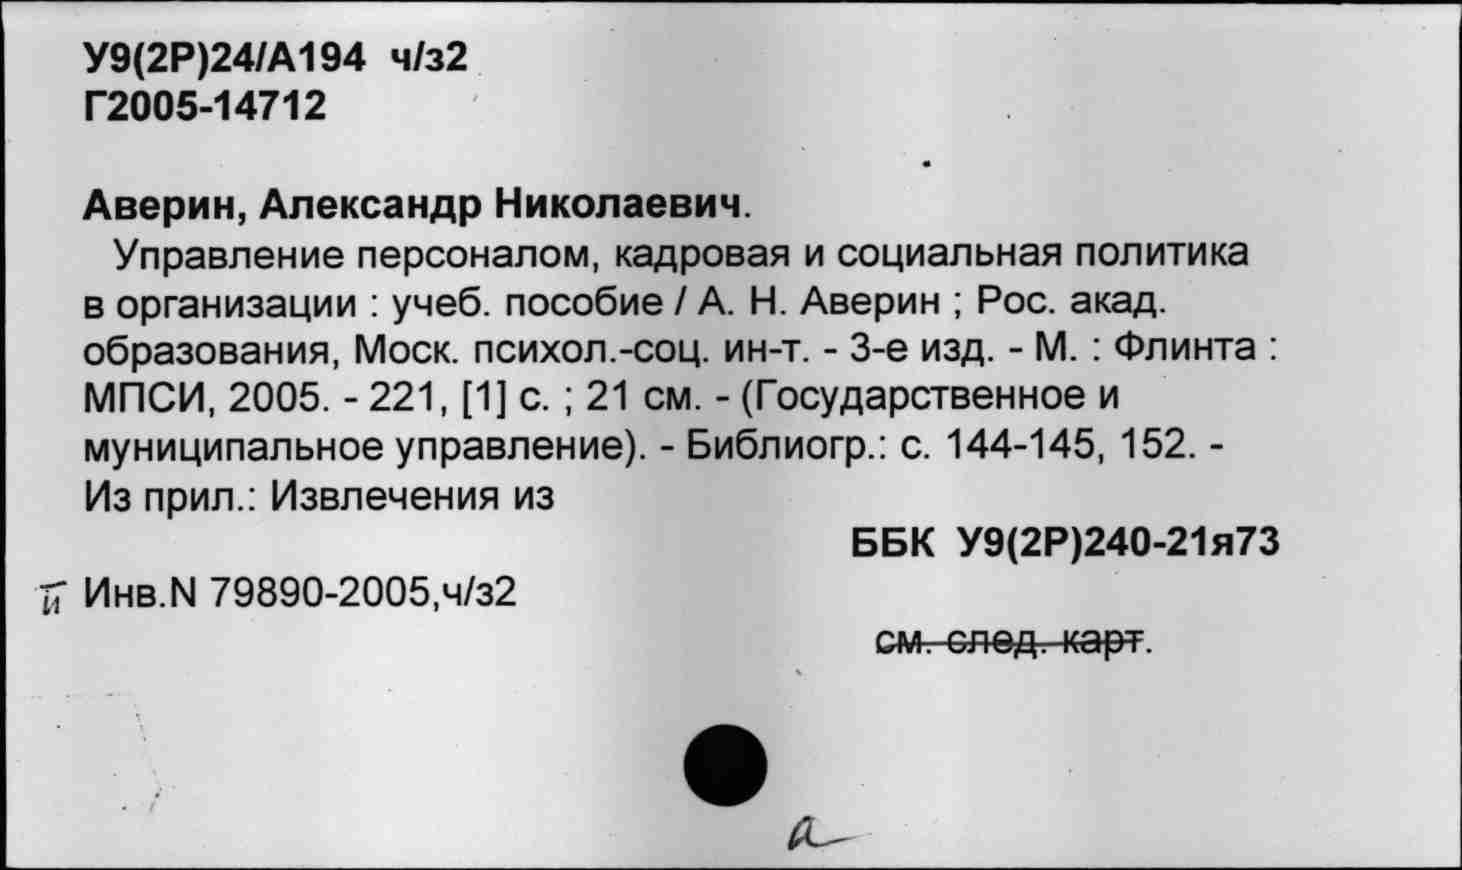 У9(2Р)24/А194 ч/з2
Г2005-14712
Аверин, Александр Николаевич.
Управление персоналом, кадровая и социальная политика
в организации : учеб. пособие / А. Н. Аверин ; Рос. акад.
образования, Моск. психол.-соц. ин-т. - 3-е изд. - М. : Флинта :
МПСИ, 2005. - 221, [1] с. ; 21 см. - (Государственное и
муниципальное управление). - Библиогр.: с. 144-145, 152. -
Из прил.: Извлечения из
ББК У9(2Р)240-21я73
Инв.N 79890-2005,ч/з2
см. след. карт.
а